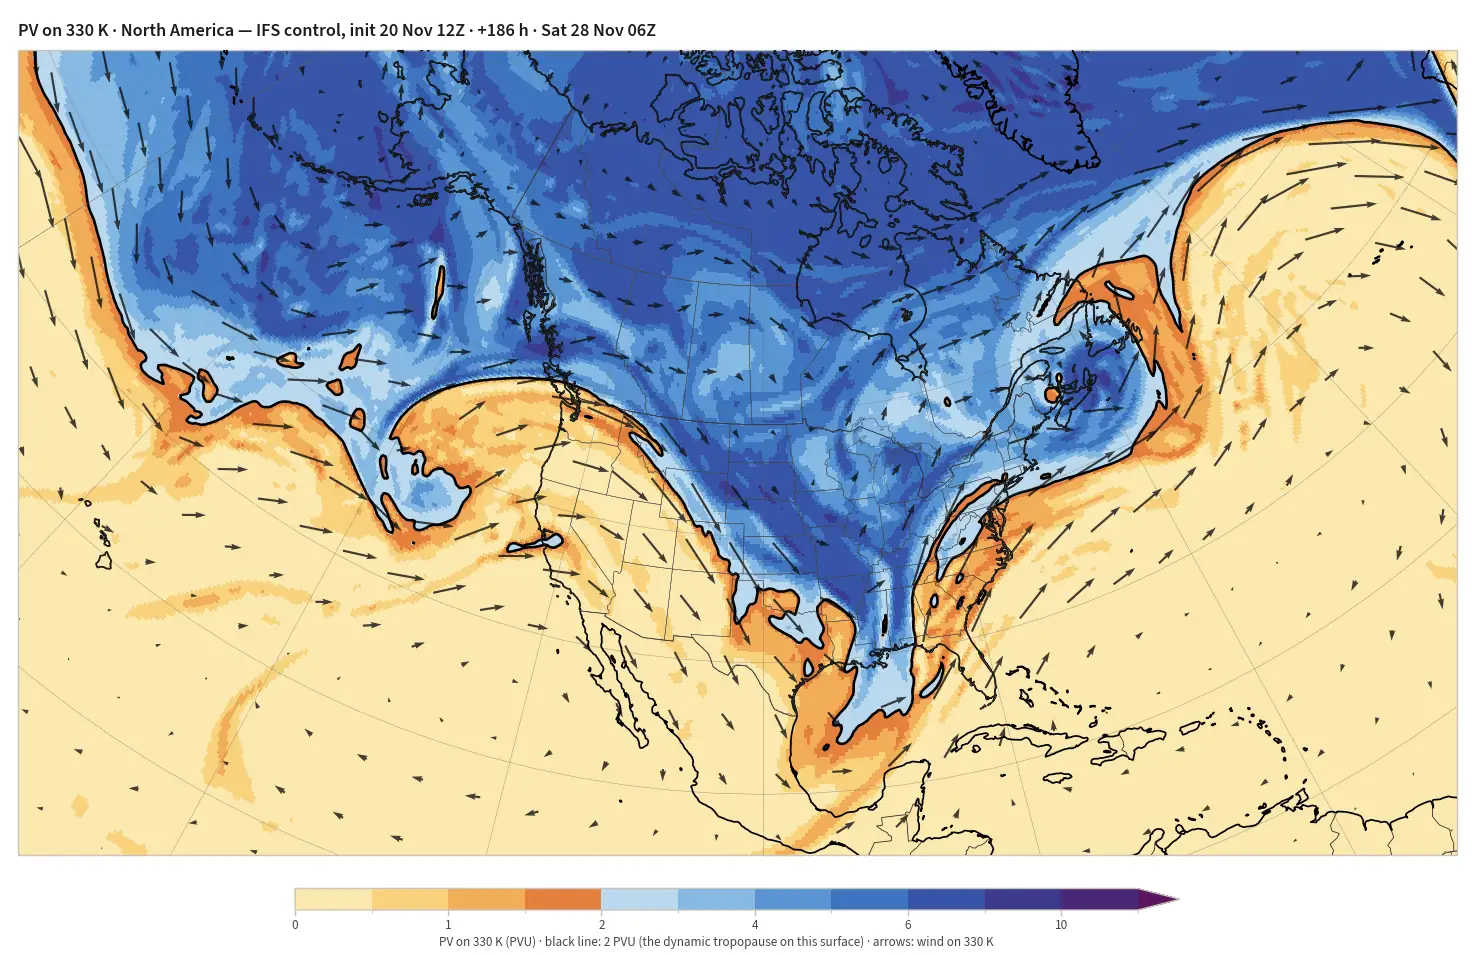 PV on 330 K · North America — IFS control, init 20 Nov 12Z · +186 h · Sat 28 Nov 06Z
0 1 2 4 6 10
PV on 330 K (PVU) · black line: 2 PVU (the dynamic tropopause on this surface) · arrows: wind on 330 K